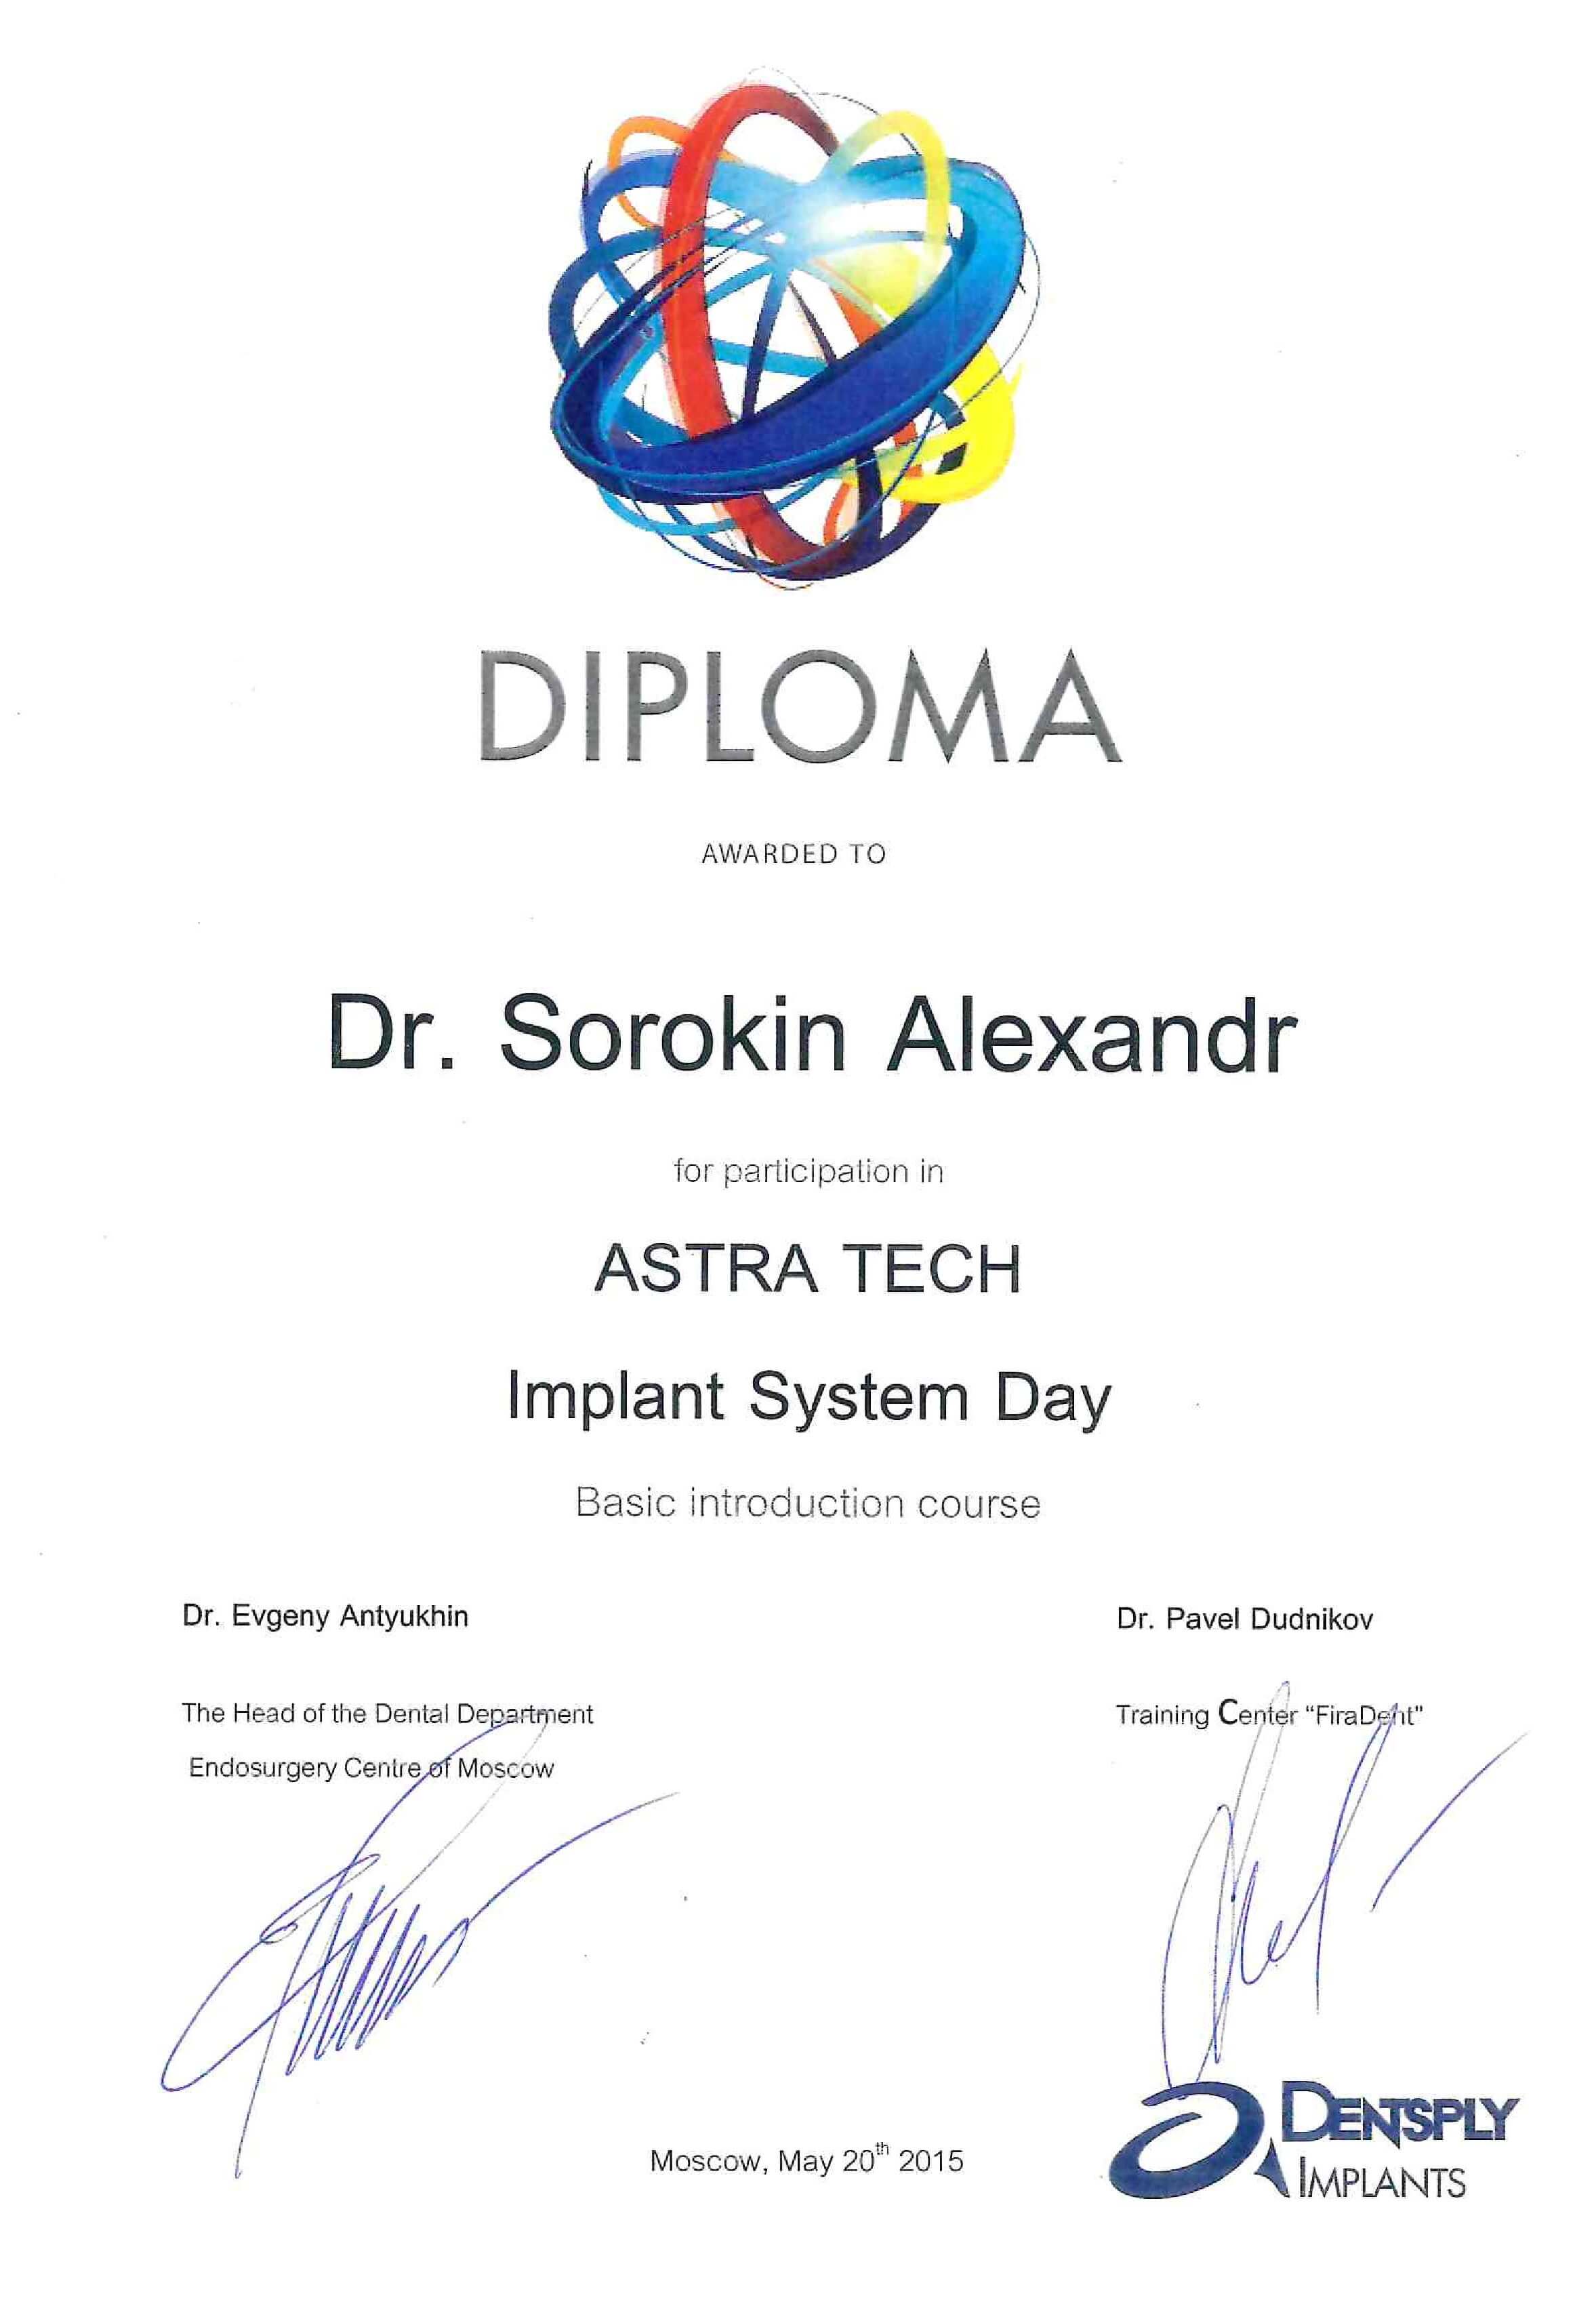 DIPLOMA
AWARDED TO
Dr. Sorokin Alexandr
for participation in
ASTRA TECH
Implant System Day
Basic introduction course
Dr. Evgeny Antyukhin
The Head of the Dental Department
Endosurgery Centre of Moscow
Dr. Pavel Dudnikov
Training Center "FiraDent"
Moscow, May 20th 2015
DENTSPLY
IMPLANTS